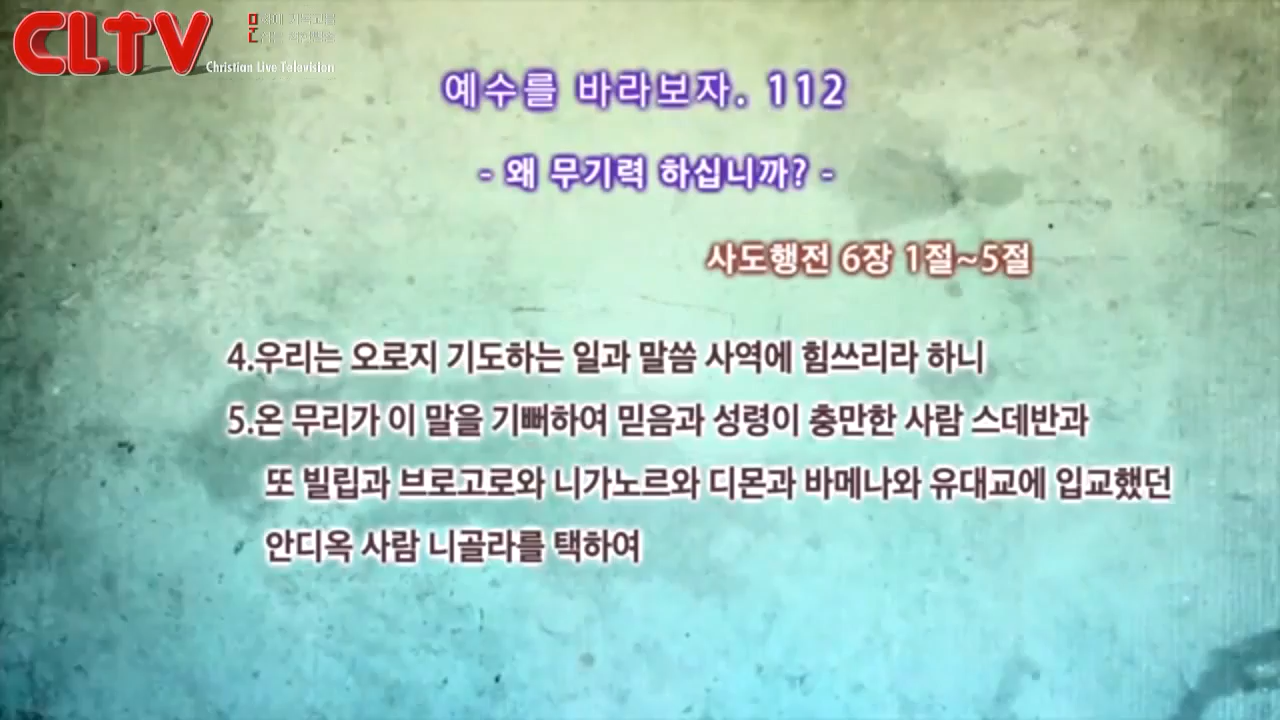 CLTV
Christian Live Television
예수를 바라보자. 112
- 왜 무기력 하십니까? -
사도행전 6장 1절~5절
4.우리는 오로지 기도하는 일과 말씀 사역에 힘쓰리라 하니
5.온 무리가 이 말을 기뻐하여 믿음과 성령이 충만한 사람 스데반과
또 빌립과 브로고로와 니가노르와 디몬과 바메나와 유대교에 입교했던
안디옥 사람 니골라를 택하여